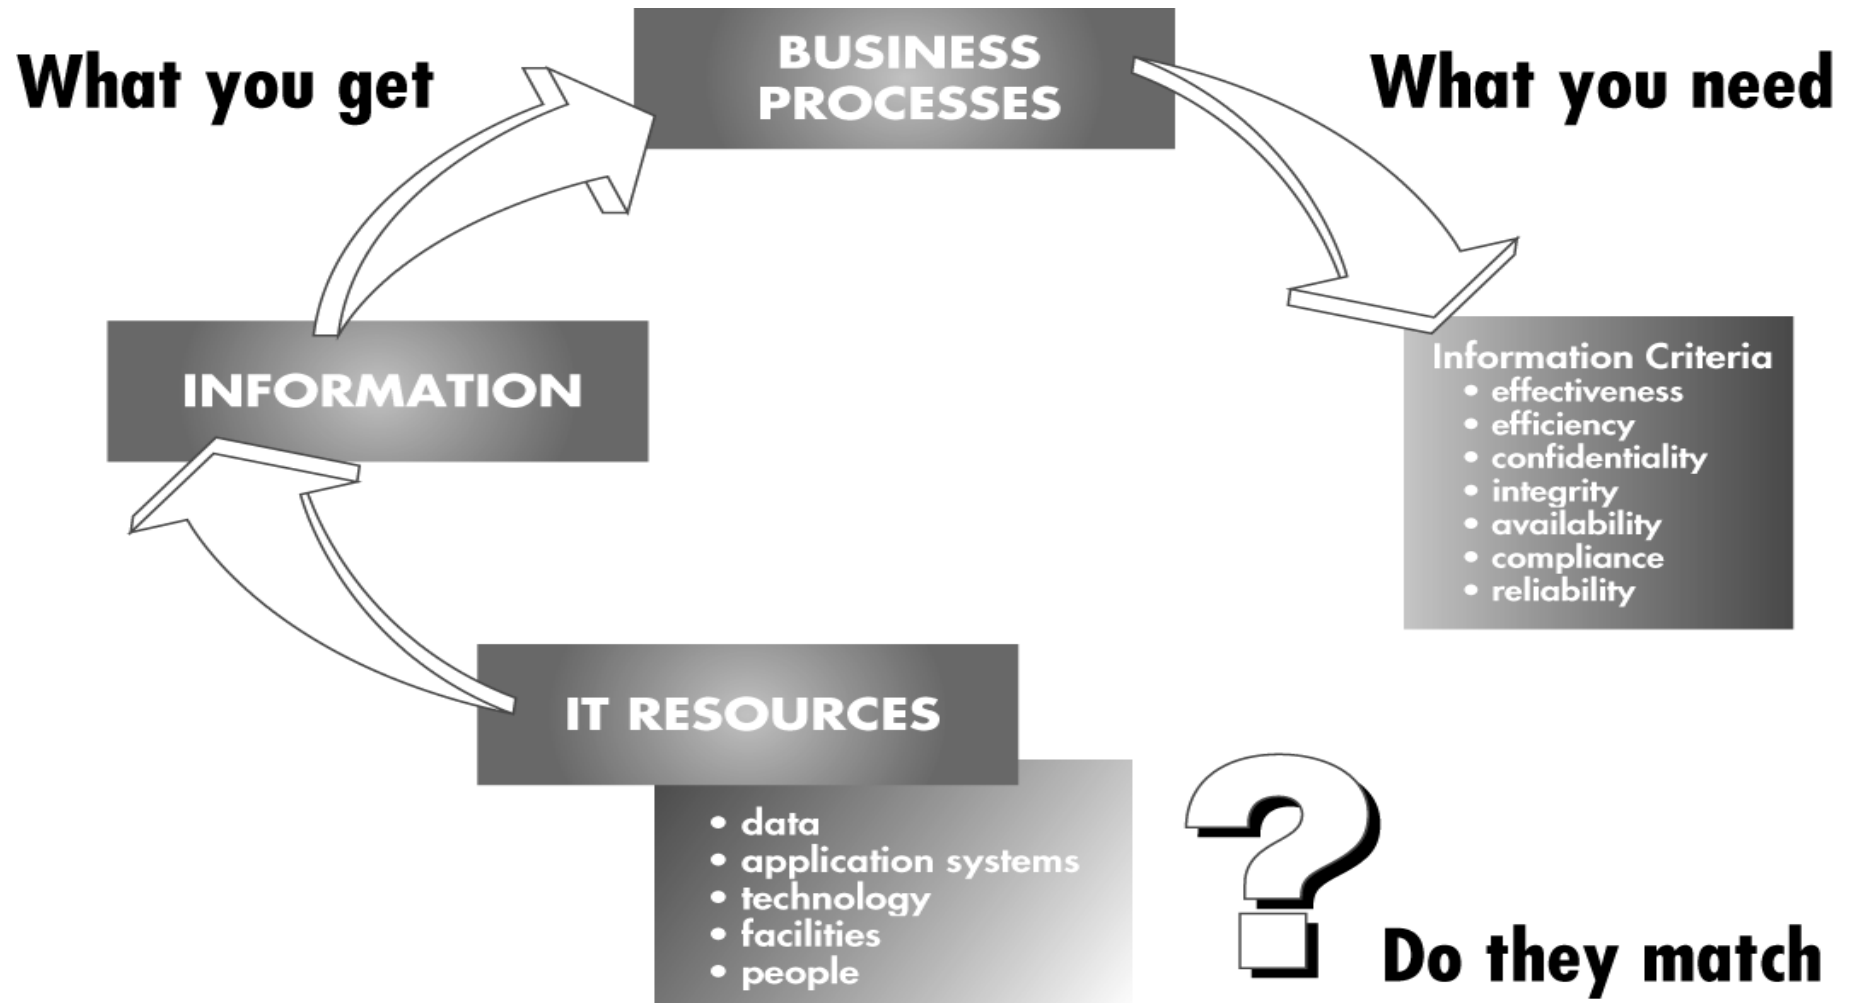 What you get
BUSINESS
PROCESSES
What you need
INFORMATION
Information Criteria
• effectiveness
• efficiency
• confidentiality
• integrity
• availability
• compliance
• reliability
IT RESOURCES
• data
• application systems
• technology
• facilities
• people
?
Do they match